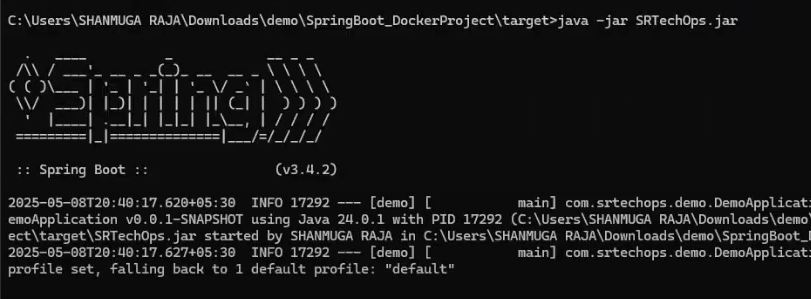 C:\Users\SHANMUGA RAJA\Downloads\demo\SpringBoot_DockerProject\target>java -jar SRTechOps.jar
  .   ____          _            __ _ _
 /\\ / ___'_ __ _ _(_)_ __  __ _ \ \ \ \
( ( )\___ | '_ | '_| | '_ \/ _` | \ \ \ \
 \\/  ___)| |_)| | | | | || (_| |  ) ) ) )
  '  |____| .__|_| |_|_| |_\__, | / / / /
 =========|_|==============|___/=/_/_/_/
:: Spring Boot ::                (v3.4.2)
2025-05-08T20:40:17.620+05:30  INFO 17292 --- [demo] [           main] com.srtechops.demo.DemoApplicati
emoApplication v0.0.1-SNAPSHOT using Java 24.0.1 with PID 17292 (C:\Users\SHANMUGA RAJA\Downloads\demo
ect\target\SRTechOps.jar started by SHANMUGA RAJA in C:\Users\SHANMUGA RAJA\Downloads\demo\SpringBoot_D
2025-05-08T20:40:17.627+05:30  INFO 17292 --- [demo] [           main] com.srtechops.demo.DemoApplicati
profile set, falling back to 1 default profile: "default"